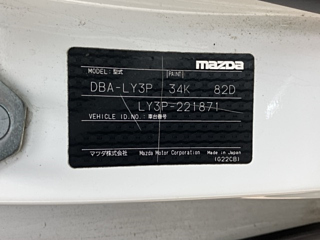 mazda
MODEL: 型式 PAINT
DBA-LY3P 34K 82D
LY3P-221871
VEHICLE ID.NO.: 車台番号
マツダ株式会社 Mazda Motor Corporation Made in Japan
(G22CB)